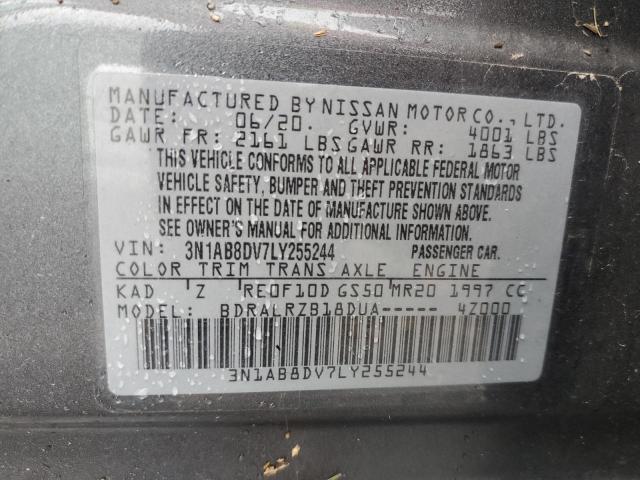 MANUFACTURED BY NISSAN MOTOR CO., LTD.
DATE: 06/20. GVWR: 4001 LBS
GAWR FR: 2161 LBS GAWR RR: 1863 LBS
THIS VEHICLE CONFORMS TO ALL APPLICABLE FEDERAL MOTOR
VEHICLE SAFETY, BUMPER AND THEFT PREVENTION STANDARDS
IN EFFECT ON THE DATE OF MANUFACTURE SHOWN ABOVE.
SEE OWNER'S MANUAL FOR ADDITIONAL INFORMATION.
VIN: 3N1AB8DV7LY255244 PASSENGER CAR.
COLOR TRIM TRANS AXLE ENGINE
KAD Z RE0F10D GS50 MR20 1997 CC
MODEL: BDRALRZB18DUA----- 4Z000
3N1AB8DV7LY255244